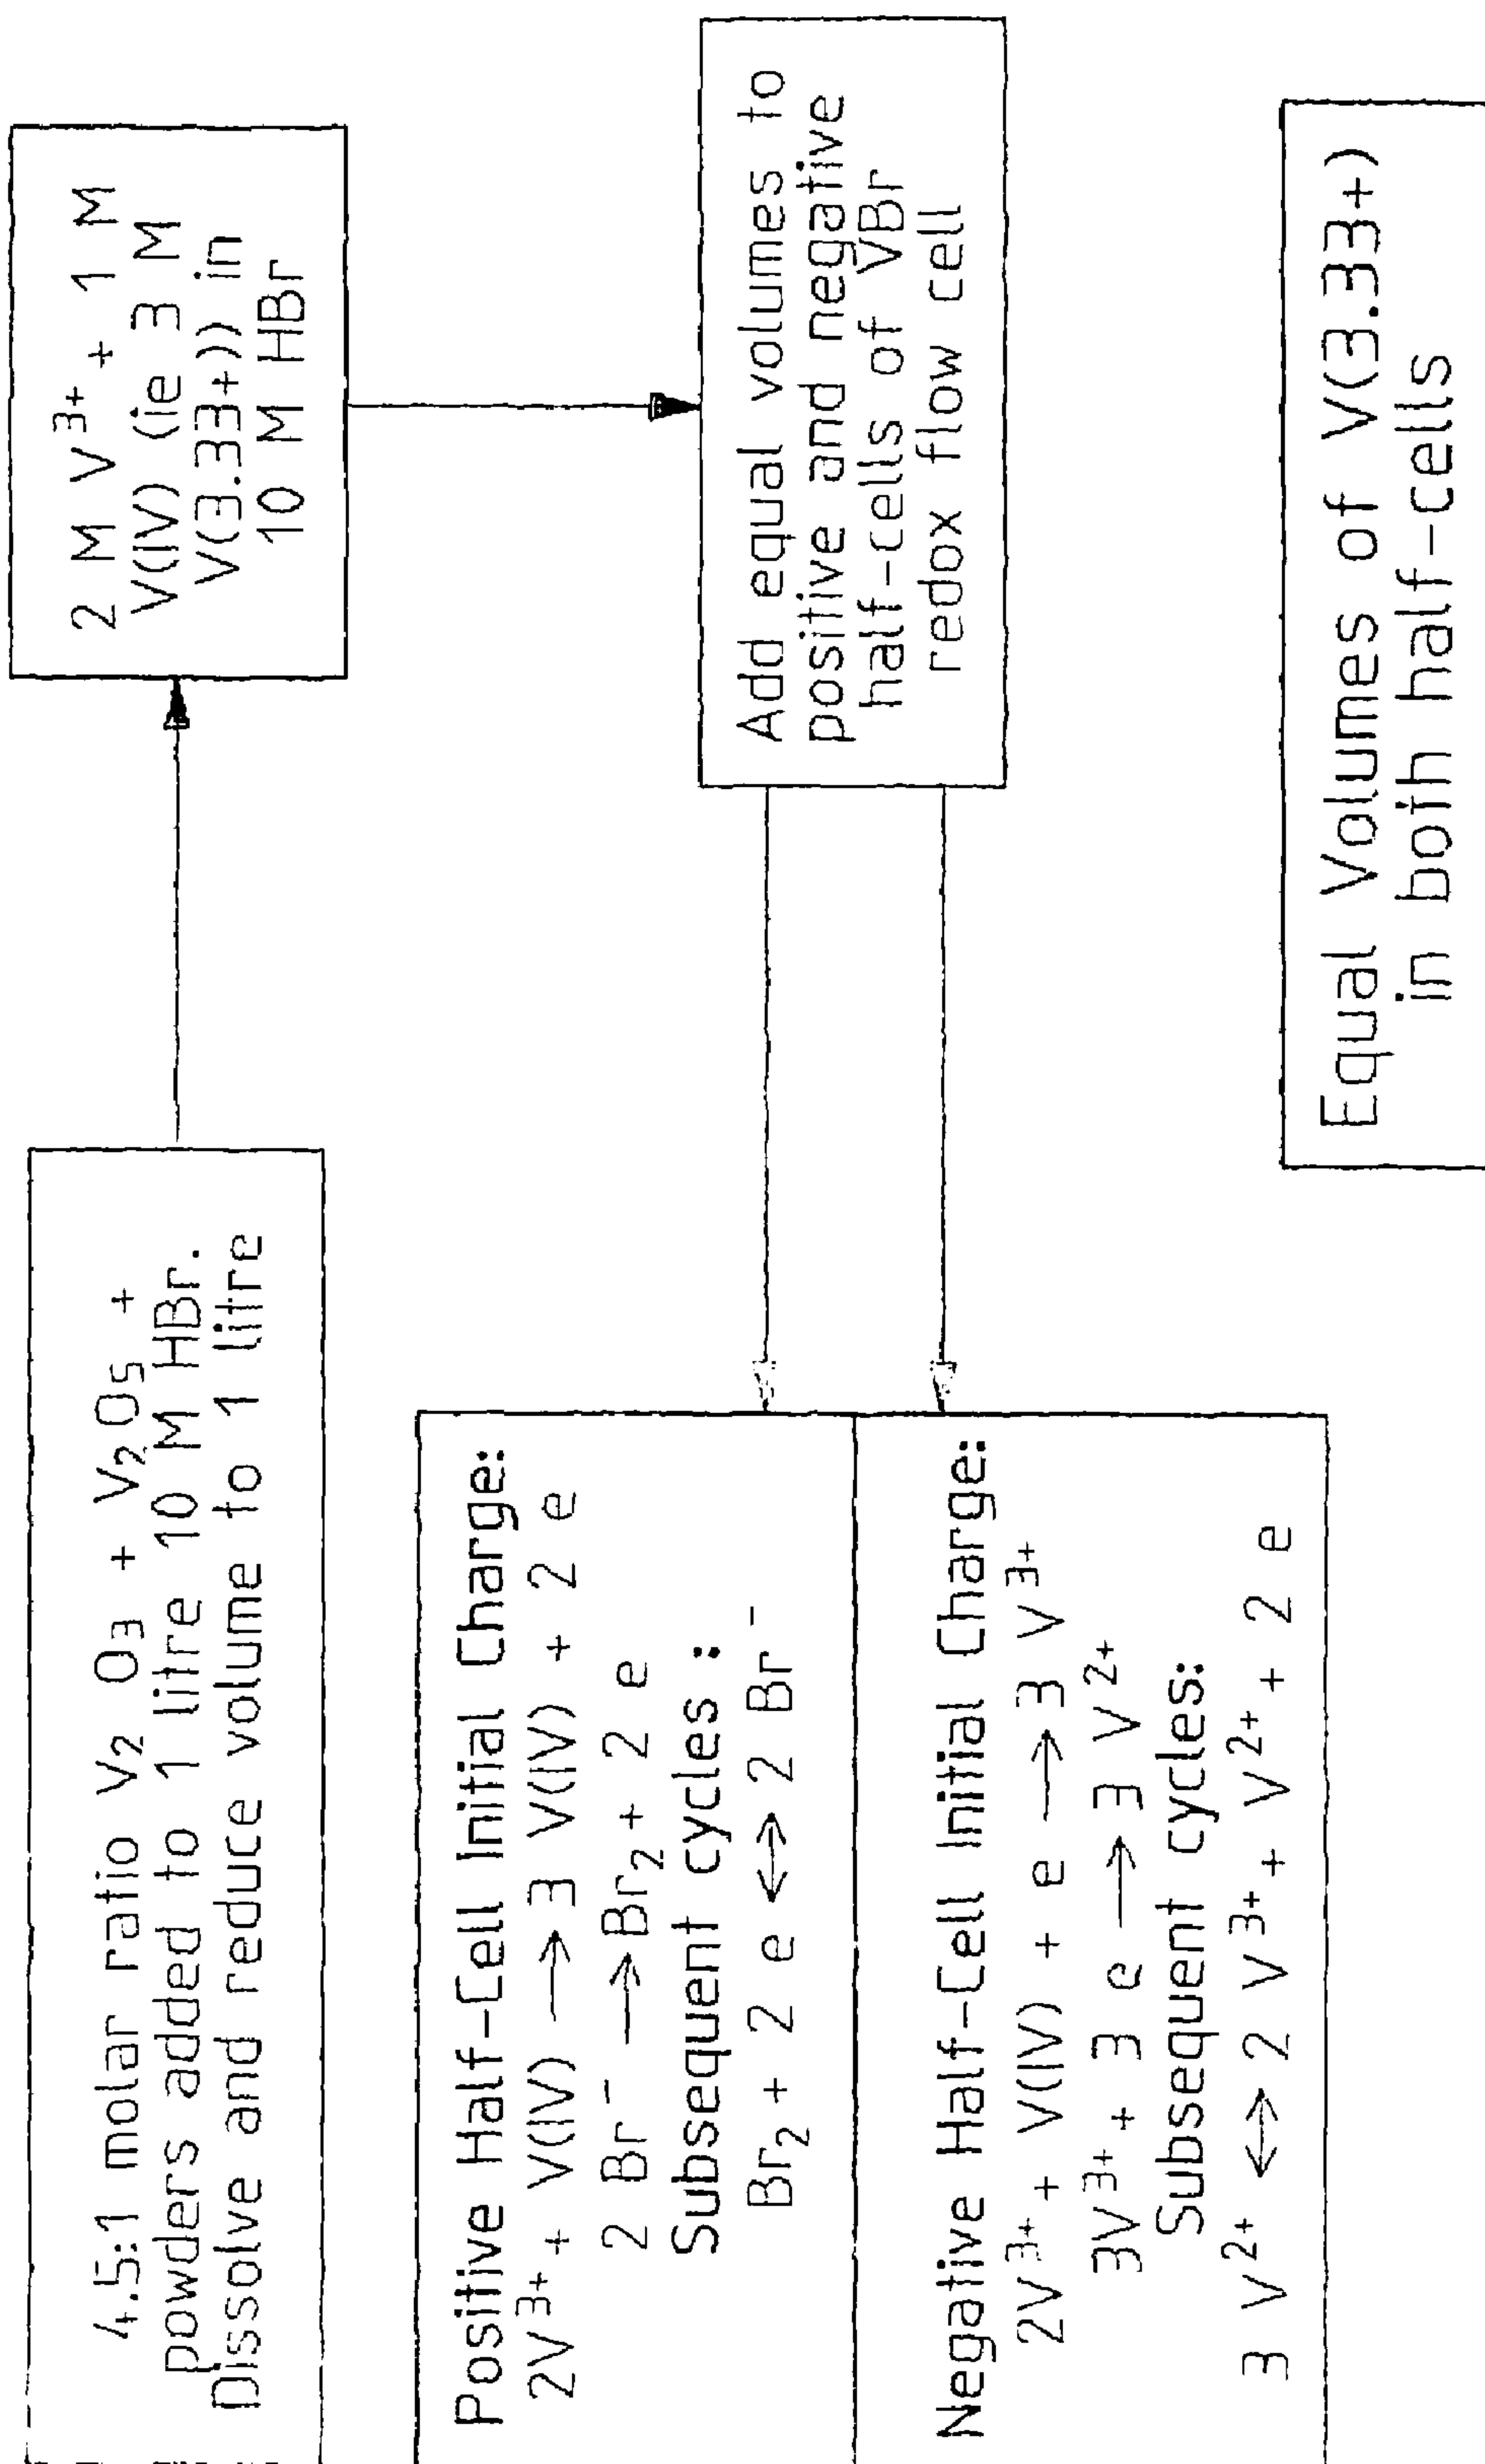 4.5:1 molar ratio V₂ O₃ + V₂O₅ +
powders added to 1 litre 10 M HBr.
Dissolve and reduce volume to 1 litre
2 M V³⁺ + 1 M
V(IV) (ie 3 M
V(3.33+)) in
10 M HBr
Add equal volumes to
positive and negative
half-cells of VBr
redox flow cell
Positive Half-Cell Initial Charge:
2V³⁺ + V(IV) → 3 V(IV) + 2 e
2 Br⁻ → Br₂ + 2 e
Subsequent cycles :
Br₂ + 2 e ↔ 2 Br⁻
Negative Half-Cell Initial Charge:
2V³⁺ + V(IV) + e → 3 V³⁺
3V³⁺ + 3 e → 3 V²⁺
Subsequent cycles:
3 V²⁺ ↔ 2 V³⁺ + V²⁺ + 2 e
Equal Volumes of V(3.33+)
in both half-cells